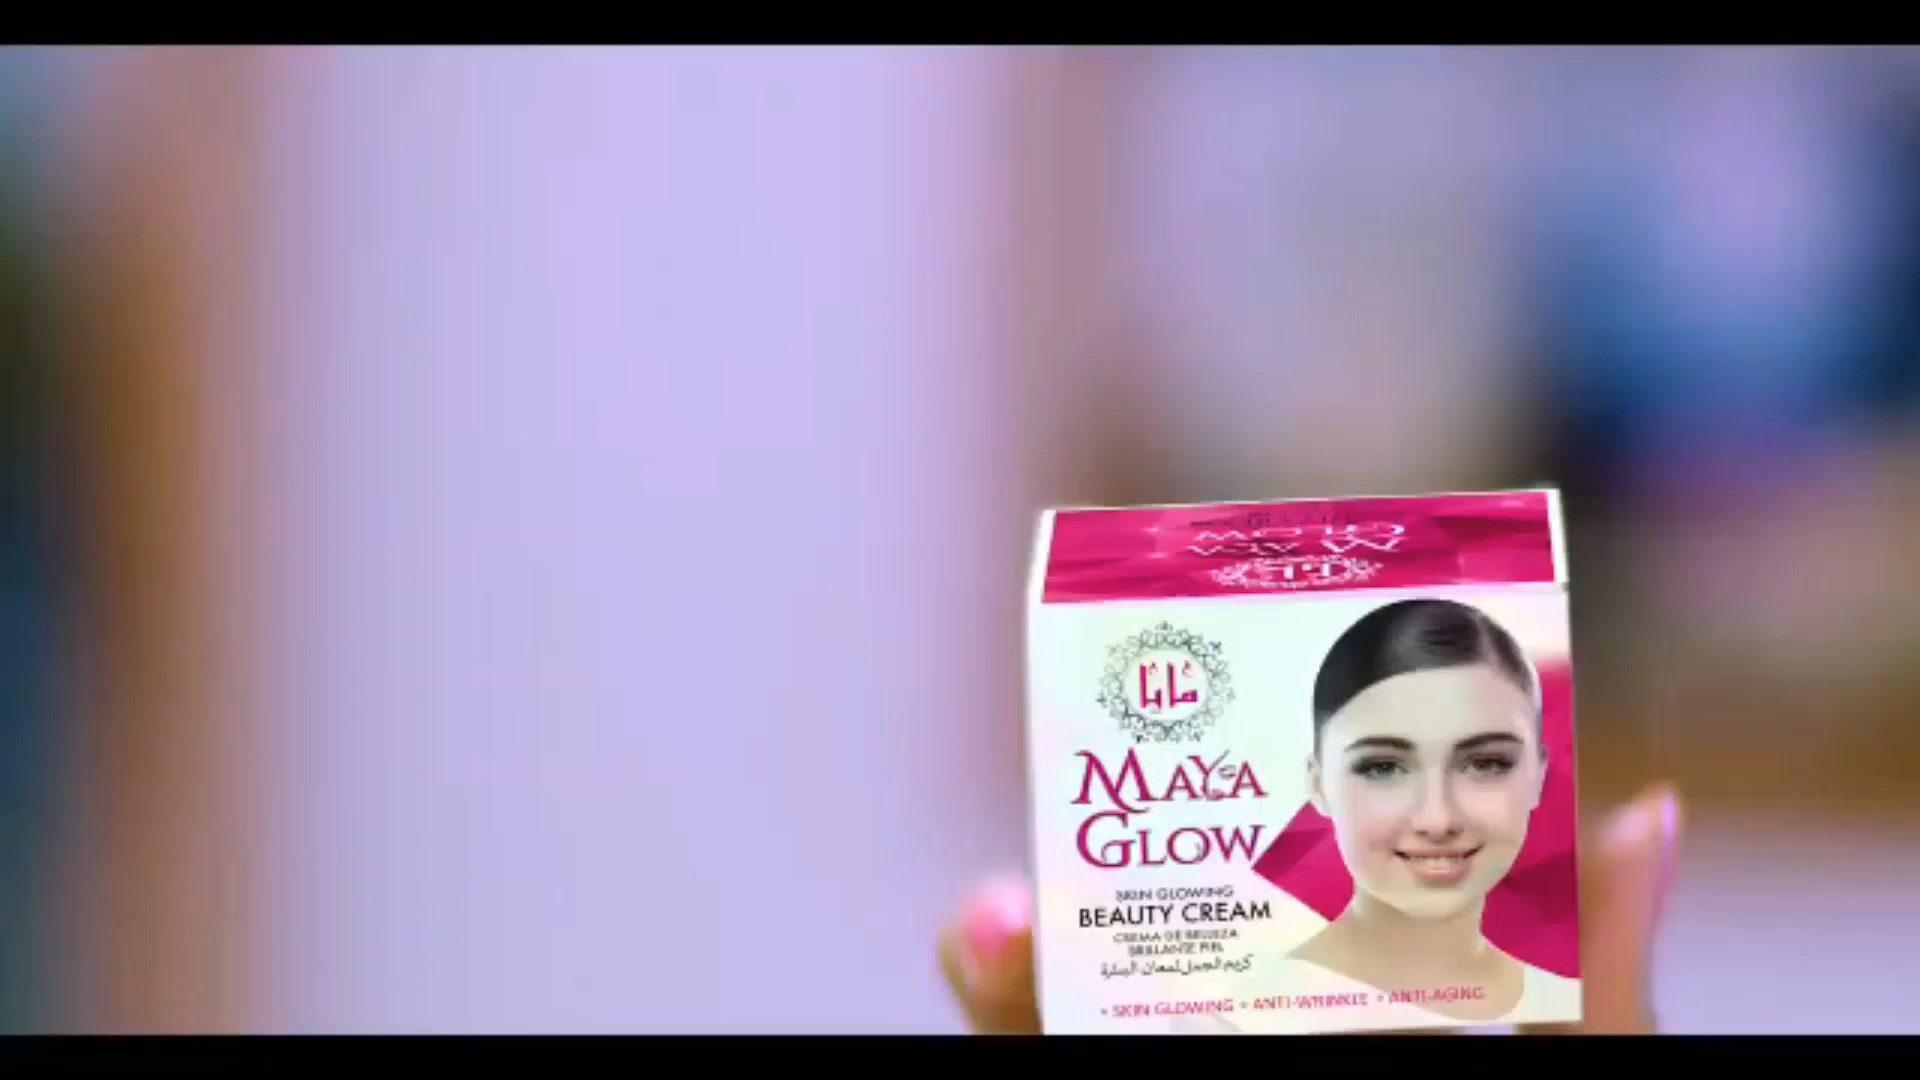 مايا
MAYA
GLOW
SKIN GLOWING
BEAUTY CREAM
CREMA DE BELLEZA
BRILLANTE PIEL
كريم الجمال لمعان البشرة
• SKIN GLOWING • ANTI-WRINKLE • ANTI-AGING